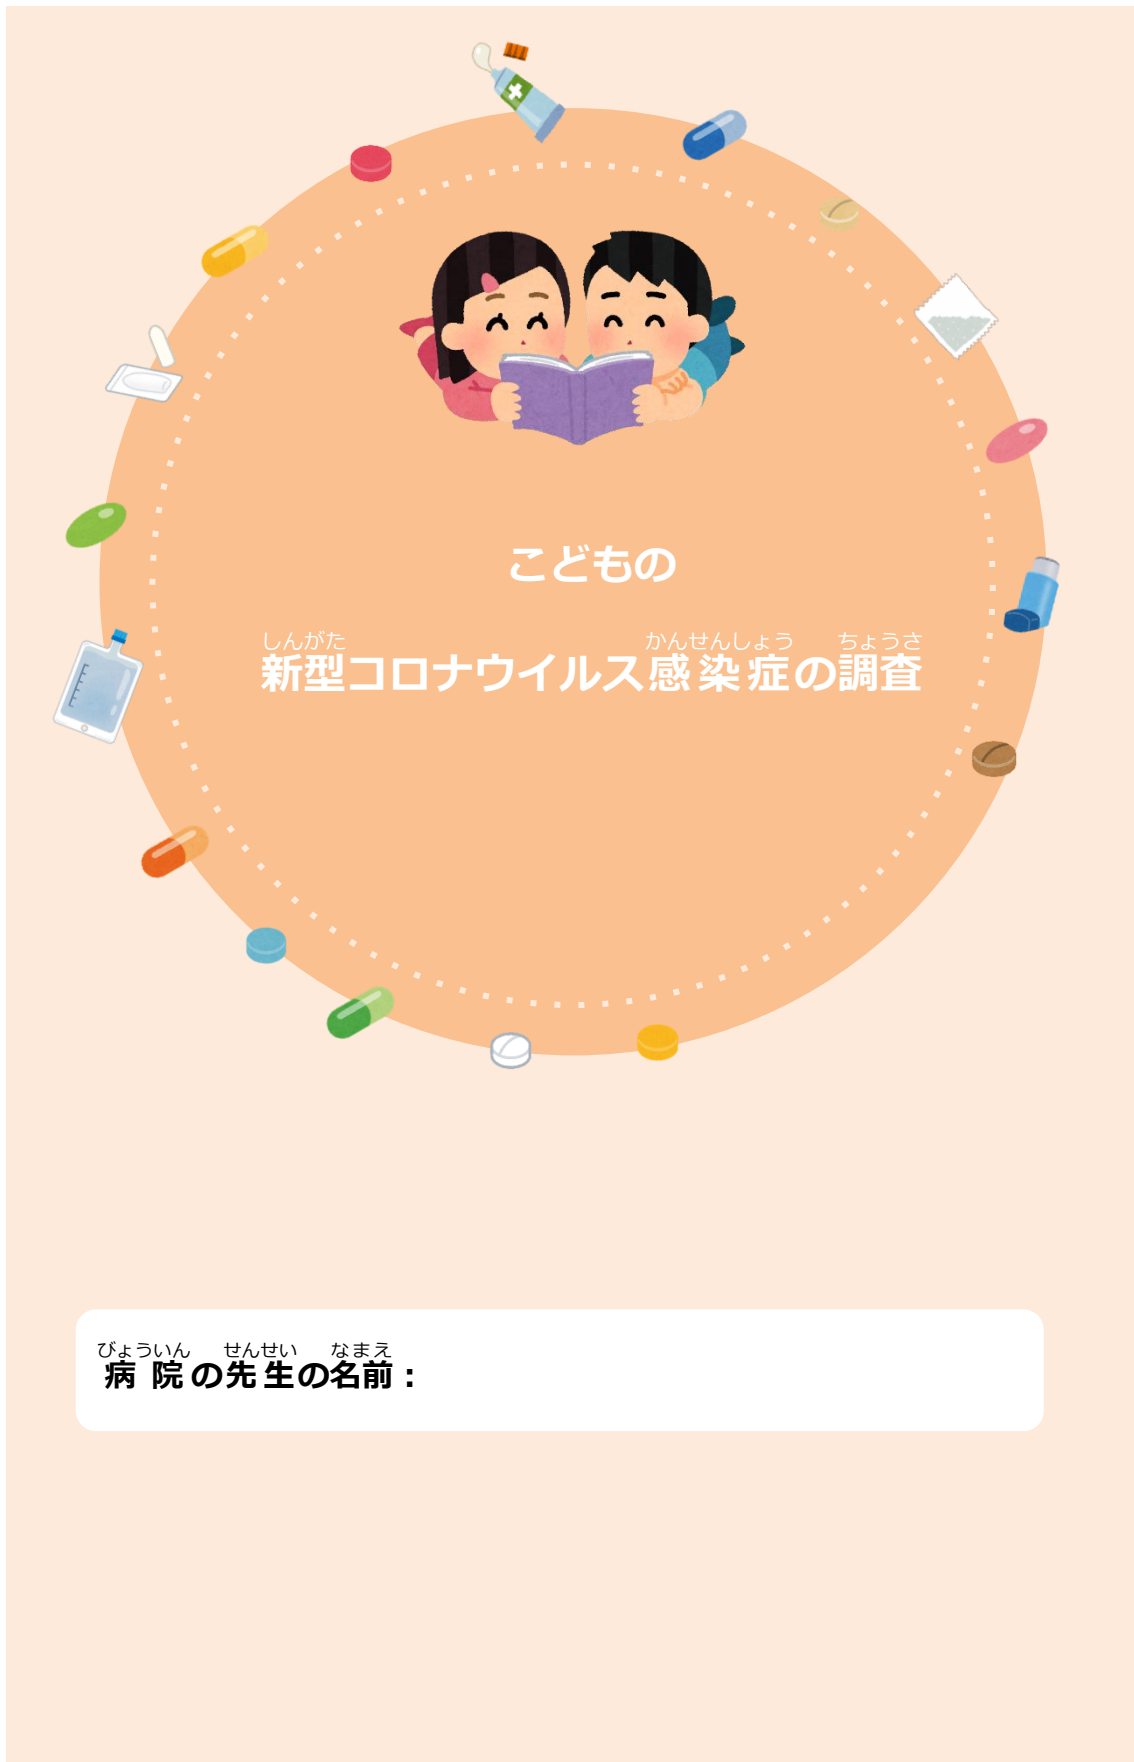 こどもの
しんがた かんせんしょう ちょうさ
新型コロナウイルス感染症の調査
びょういん せんせい なまえ
病院の先生の名前：